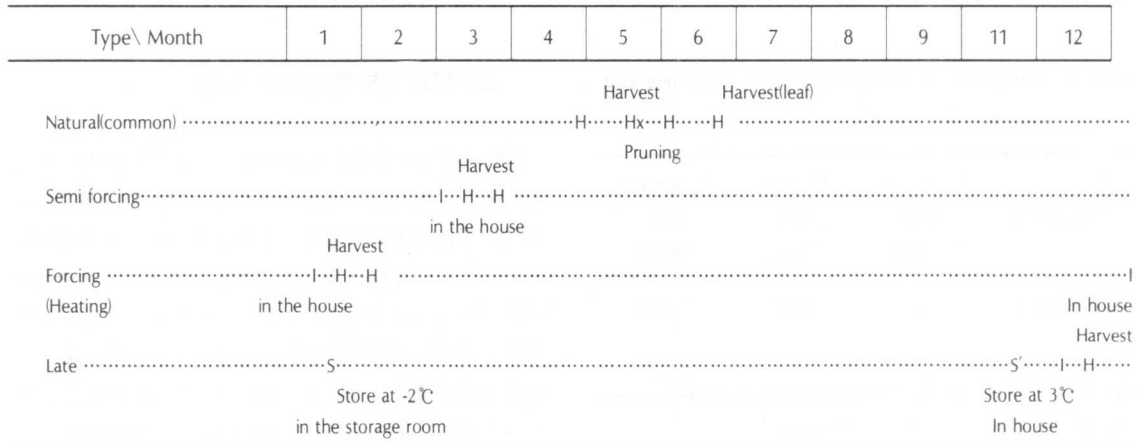 Type\ Month 1 2 3 4 5 6 7 8 9 11 12
Harvest Harvest(leaf)
Natural(common) ··········H······Hx···H······H ··········
Pruning
Harvest
Semi forcing··········I···H···H ··········
in the house
Harvest
Forcing ··········I···H···H ··········I
(Heating) in the house In house
Harvest
Late ··········S··········S′······I···H······
Store at -2℃ Store at 3℃
in the storage room In house